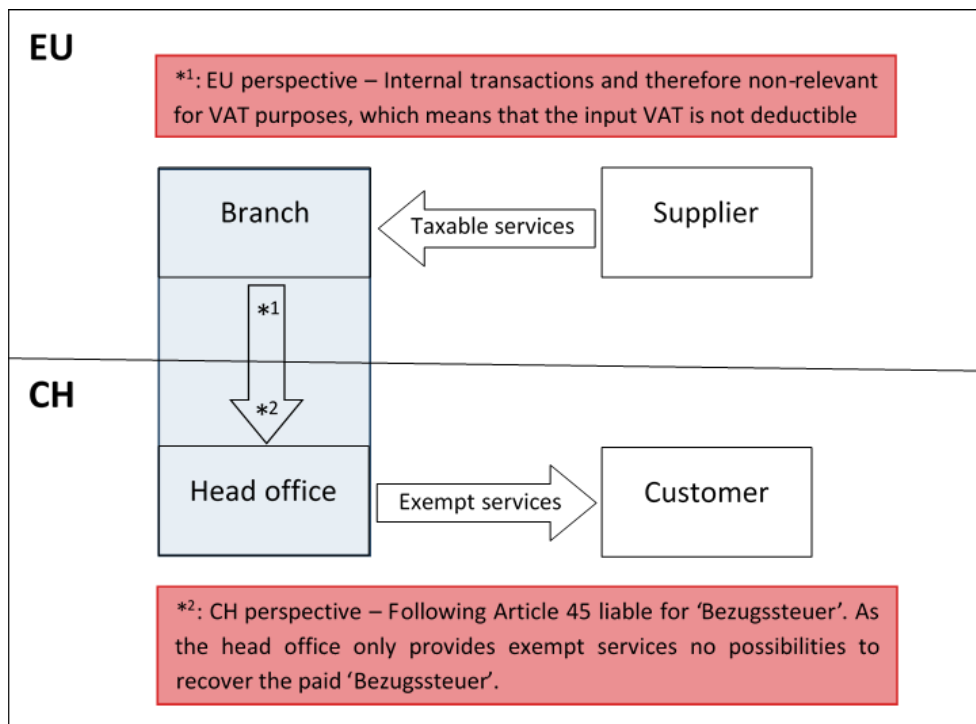 EU
*1: EU perspective – Internal transactions and therefore non-relevant
for VAT purposes, which means that the input VAT is not deductible
Branch
Taxable services
Supplier
*1
CH
*2
Head office
Exempt services
Customer
*2: CH perspective – Following Article 45 liable for ‘Bezugssteuer’. As
the head office only provides exempt services no possibilities to
recover the paid ‘Bezugssteuer’.